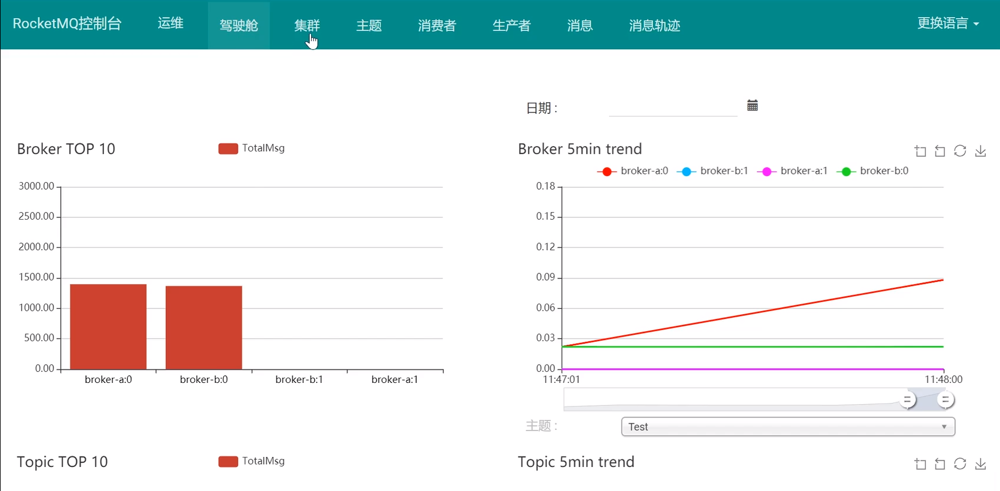 RocketMQ控制台 运维 驾驶舱 集群 主题 消费者 生产者 消息 消息轨迹 更换语言
日期 :
Broker TOP 10
TotalMsg
3000.00
2500.00
2000.00
1500.00
1000.00
500.00
0.00
broker-a:0 broker-b:0 broker-b:1 broker-a:1
Broker 5min trend
broker-a:0 broker-b:1 broker-a:1 broker-b:0
0.18
0.15
0.12
0.09
0.06
0.03
0.00
11:47:01 11:48:00
主题 : Test
Topic TOP 10
TotalMsg
Topic 5min trend